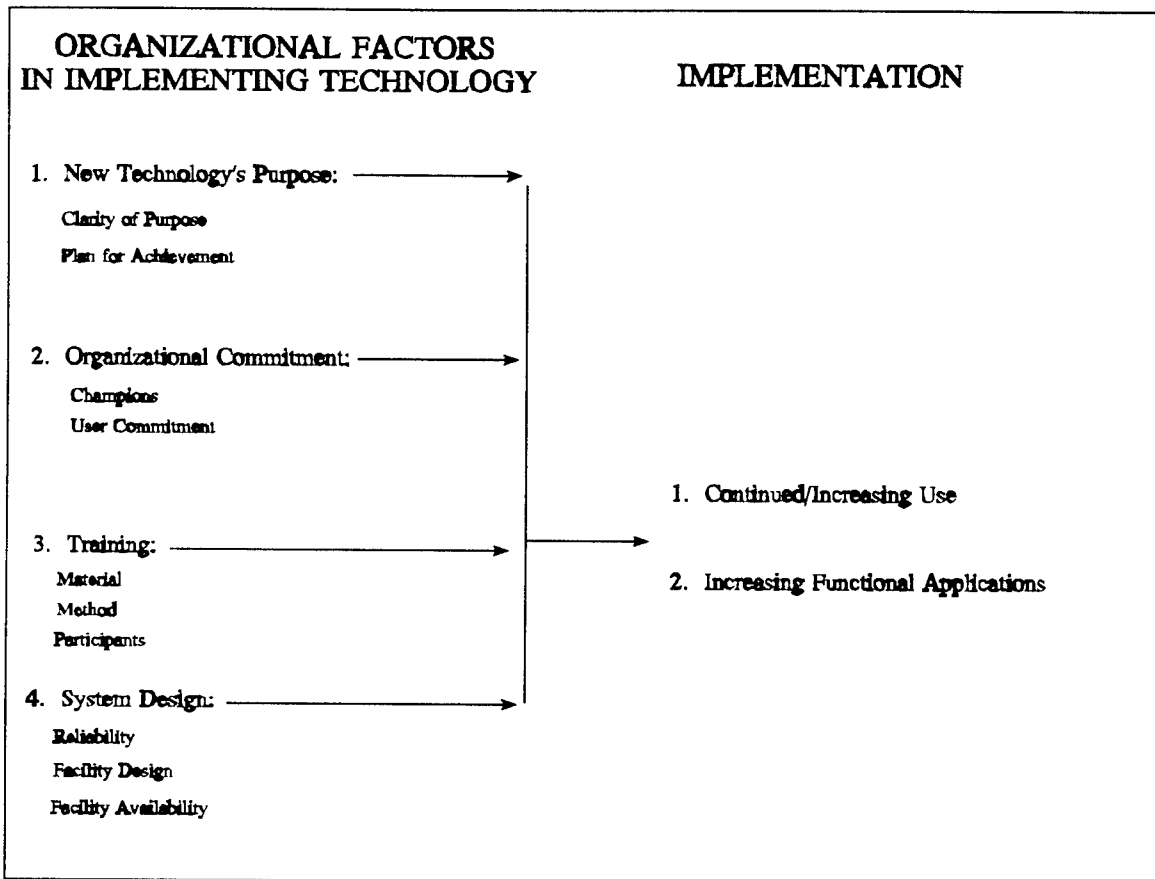 ORGANIZATIONAL FACTORS
IN IMPLEMENTING TECHNOLOGY
1. New Technology's Purpose:
Clarity of Purpose
Plan for Achievement
2. Organizational Commitment:
Champions
User Commitment
3. Training:
Material
Method
Participants
4. System Design:
Reliability
Facility Design
Facility Availability
IMPLEMENTATION
1. Continued/Increasing Use
2. Increasing Functional Applications